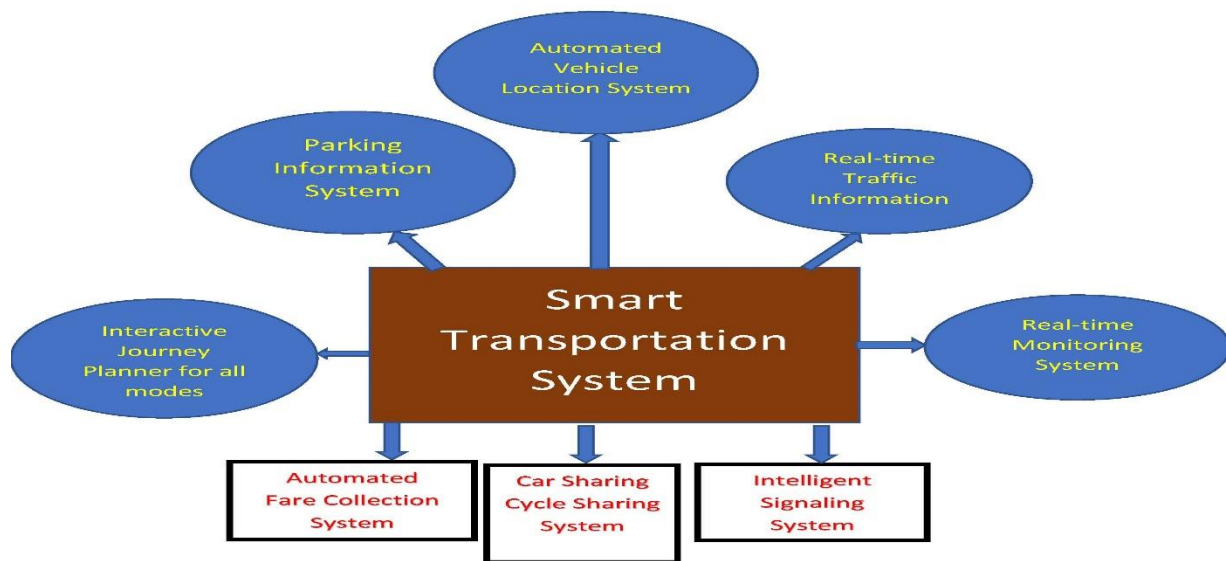 Automated
Vehicle
Location System
Parking
Information
System
Real-time
Traffic
Information
Smart
Transportation
System
Interactive
Journey
Planner for all
modes
Real-time
Monitoring
System
Automated
Fare Collection
System
Car Sharing
Cycle Sharing
System
Intelligent
Signaling
System